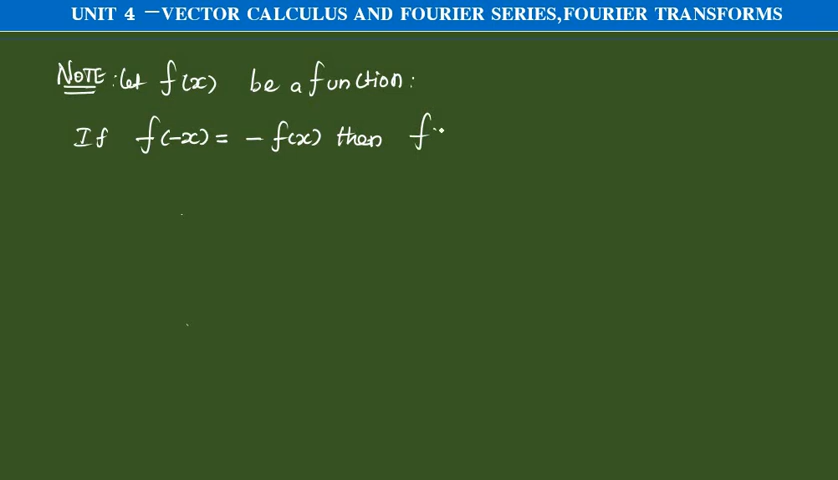 UNIT 4 —VECTOR CALCULUS AND FOURIER SERIES,FOURIER TRANSFORMS
NOTE: let f(x) be a function:
If f(-x) = - f(x) then f